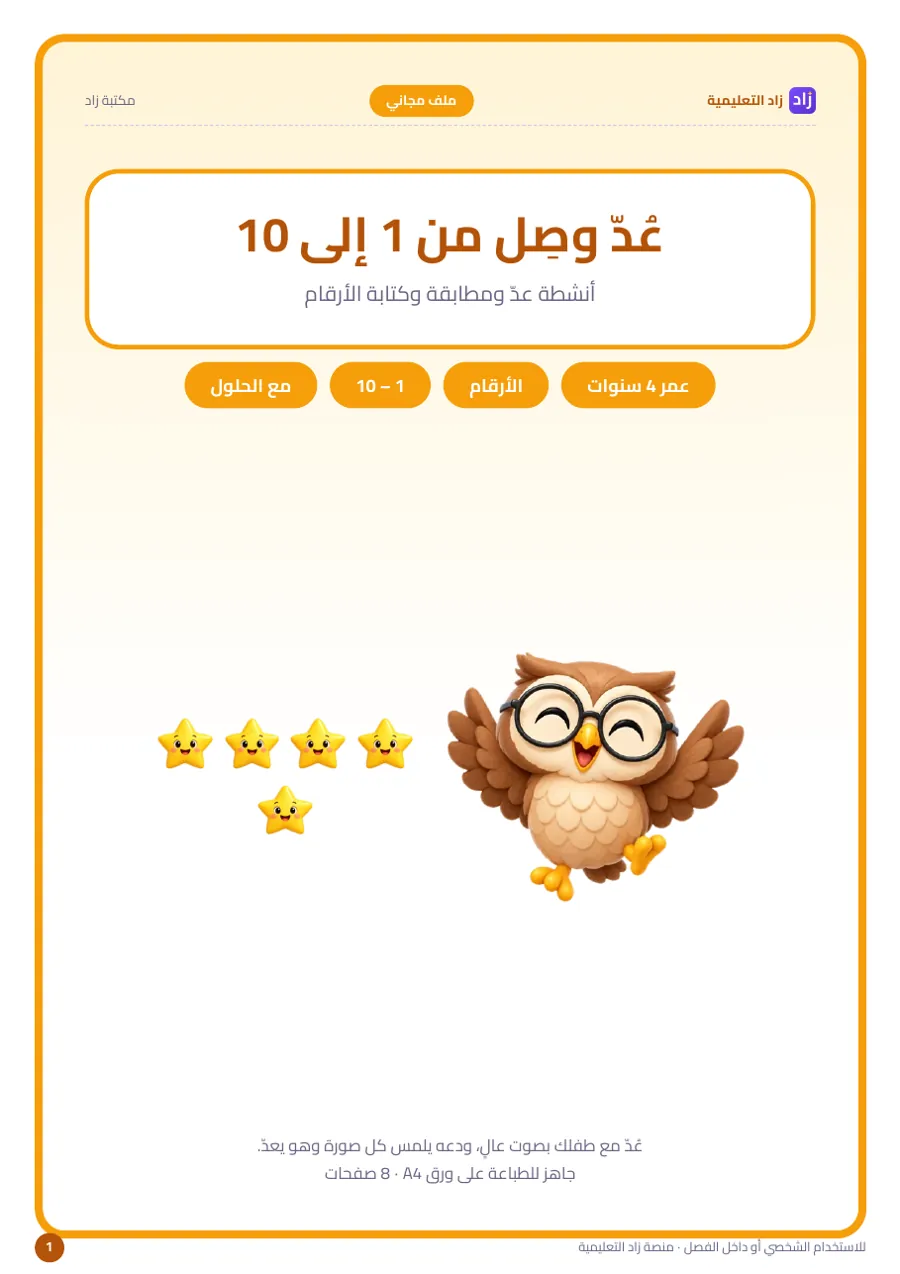 زاد زاد التعليمية
ملف مجاني
مكتبة زاد
عُدّ وصِل من 1 إلى 10
أنشطة عدّ ومطابقة وكتابة الأرقام
عمر 4 سنوات
الأرقام
1 – 10
مع الحلول
عُدّ مع طفلك بصوت عالٍ، ودعه يلمس كل صورة وهو يعدّ.
جاهز للطباعة على ورق A4 · 8 صفحات
للاستخدام الشخصي أو داخل الفصل · منصة زاد التعليمية
1